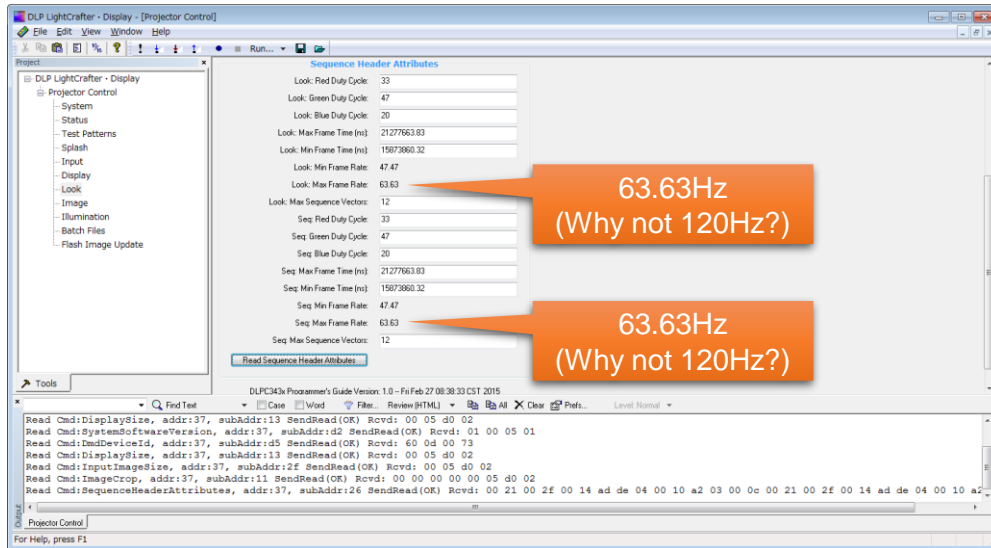 DLP LightCrafter - Display - [Projector Control]
File Edit View Window Help
Run...
Project
DLP LightCrafter - Display
Projector Control
System
Status
Test Patterns
Splash
Input
Display
Look
Image
Illumination
Batch Files
Flash Image Update
Tools
Sequence Header Attributes
Look: Red Duty Cycle: 33
Look: Green Duty Cycle: 47
Look: Blue Duty Cycle: 20
Look: Max Frame Time (ns): 21277663.83
Look: Min Frame Time (ns): 15873860.32
Look: Min Frame Rate: 47.47
Look: Max Frame Rate: 63.63
Look: Max Sequence Vectors: 12
Seq: Red Duty Cycle: 33
Seq: Green Duty Cycle: 47
Seq: Blue Duty Cycle: 20
Seq: Max Frame Time (ns): 21277663.83
Seq: Min Frame Time (ns): 15873860.32
Seq: Min Frame Rate: 47.47
Seq: Max Frame Rate: 63.63
Seq: Max Sequence Vectors: 12
Read Sequence Header Attributes
63.63Hz
(Why not 120Hz?)
63.63Hz
(Why not 120Hz?)
DLPC343x Programmer's Guide Version: 1.0 – Fri Feb 27 08:38:33 CST 2015
Find Text Case Word Filter... Review (HTML) All Clear Prefs... Level: Normal
Read Cmd:DisplaySize, addr:37, subAddr:13 SendRead(OK) Rcvd: 00 05 d0 02
Read Cmd:SystemSoftwareVersion, addr:37, subAddr:d2 SendRead(OK) Rcvd: 01 00 05 01
Read Cmd:DmdDeviceId, addr:37, subAddr:d5 SendRead(OK) Rcvd: 60 0d 00 73
Read Cmd:DisplaySize, addr:37, subAddr:13 SendRead(OK) Rcvd: 00 05 d0 02
Read Cmd:InputImageSize, addr:37, subAddr:2f SendRead(OK) Rcvd: 00 05 d0 02
Read Cmd:ImageCrop, addr:37, subAddr:11 SendRead(OK) Rcvd: 00 00 00 00 00 05 d0 02
Read Cmd:SequenceHeaderAttributes, addr:37, subAddr:26 SendRead(OK) Rcvd: 00 21 00 2f 00 14 ad de 04 00 10 a2 03 00 0c 00 21 00 2f 00 14 ad de 04 00 10 a2
Output
Projector Control
For Help, press F1